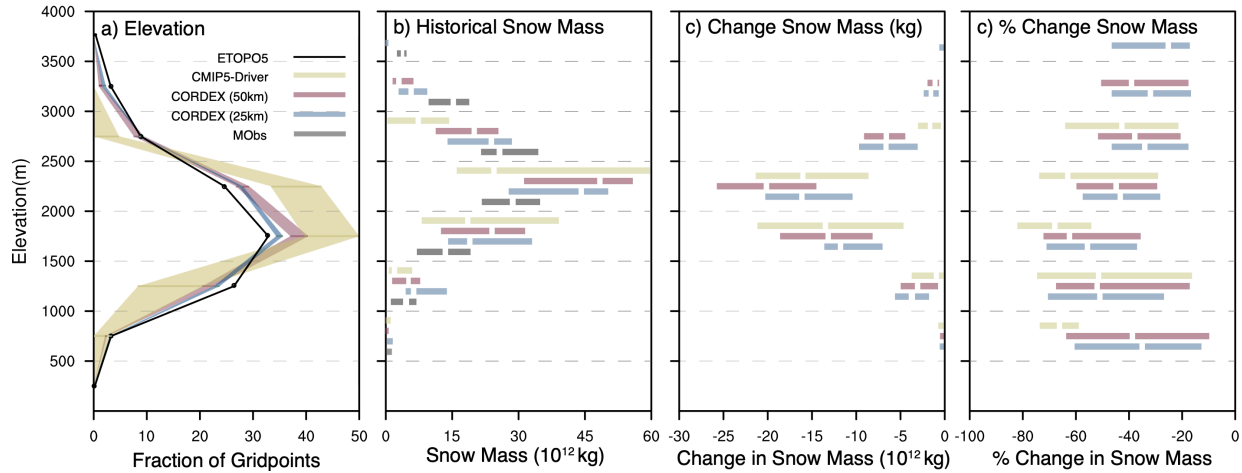 a) Elevation
b) Historical Snow Mass
c) Change Snow Mass (kg)
c) % Change Snow Mass
ETOPO5
CMIP5-Driver
CORDEX (50km)
CORDEX (25km)
MObs
Elevation(m)
4000
3500
3000
2500
2000
1500
1000
500
0 10 20 30 40 50
0 15 30 45 60
-30 -25 -20 -15 -10 -5 0
-100 -80 -60 -40 -20 0
Fraction of Gridpoints
Snow Mass (10¹² kg)
Change in Snow Mass (10¹² kg)
% Change in Snow Mass